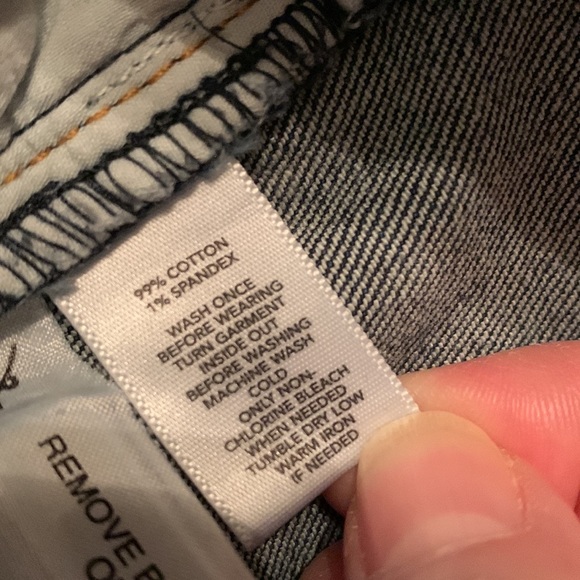 99% COTTON
1% SPANDEX
WASH ONCE
BEFORE WEARING
TURN GARMENT
INSIDE OUT
BEFORE WASHING
MACHINE WASH
COLD
ONLY NON-
CHLORINE BLEACH
WHEN NEEDED
TUMBLE DRY LOW
WARM IRON
IF NEEDED
REMOVE